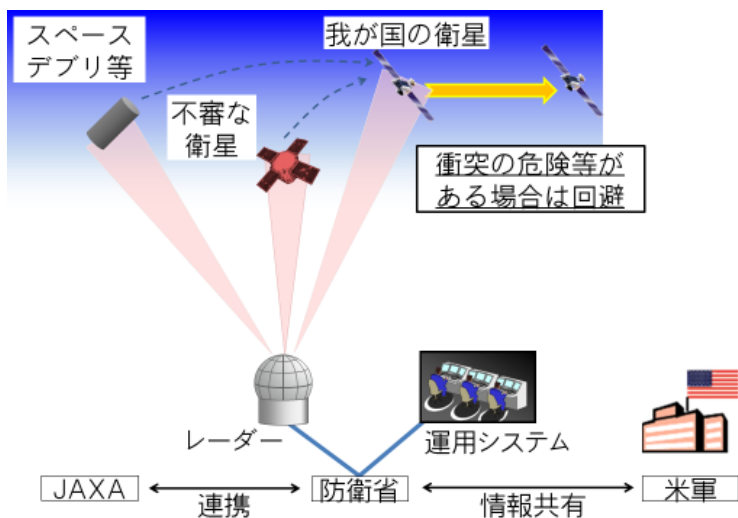 スペース
デブリ等
我が国の衛星
不審な
衛星
衝突の危険等が
ある場合は回避
レーダー
運用システム
JAXA
連携
防衛省
情報共有
米軍